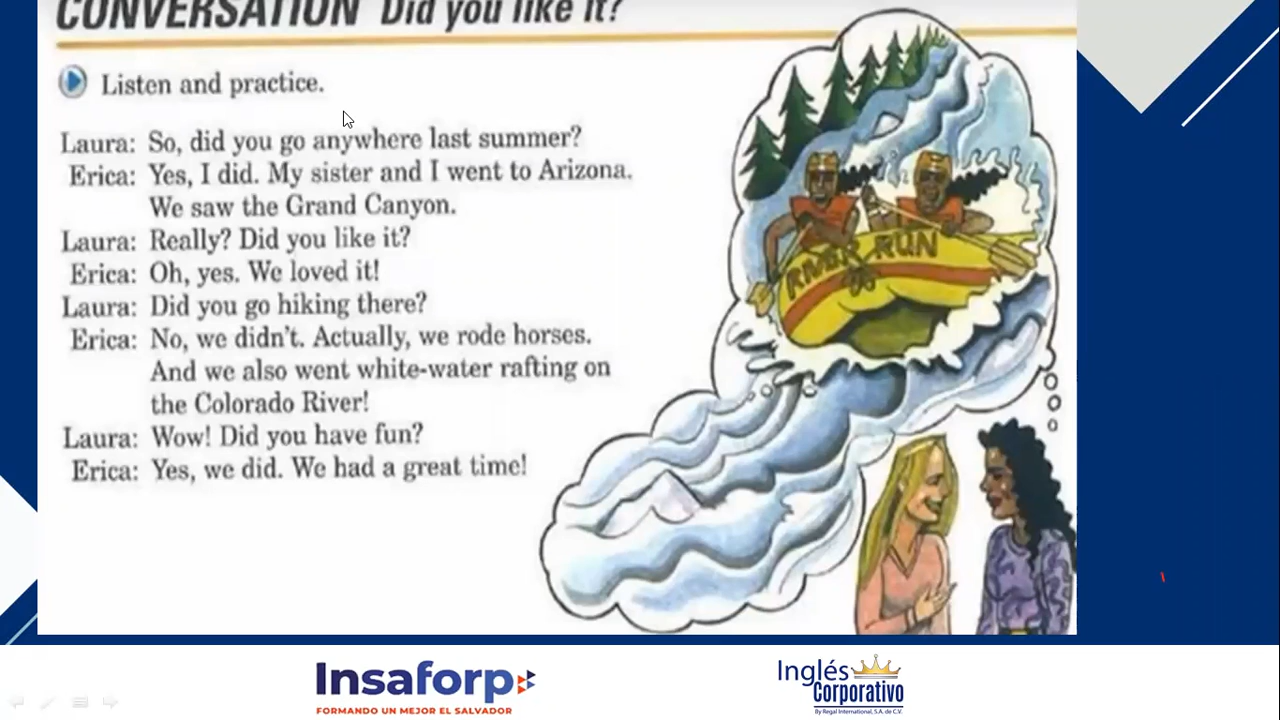 CONVERSATION Did you like it?
Listen and practice.
Laura: So, did you go anywhere last summer?
Erica: Yes, I did. My sister and I went to Arizona.
We saw the Grand Canyon.
Laura: Really? Did you like it?
Erica: Oh, yes. We loved it!
Laura: Did you go hiking there?
Erica: No, we didn't. Actually, we rode horses.
And we also went white-water rafting on
the Colorado River!
Laura: Wow! Did you have fun?
Erica: Yes, we did. We had a great time!
RIVER RUN
Insaforp
FORMANDO UN MEJOR EL SALVADOR
Inglés
Corporativo
By Regal International, S.A. de C.V.